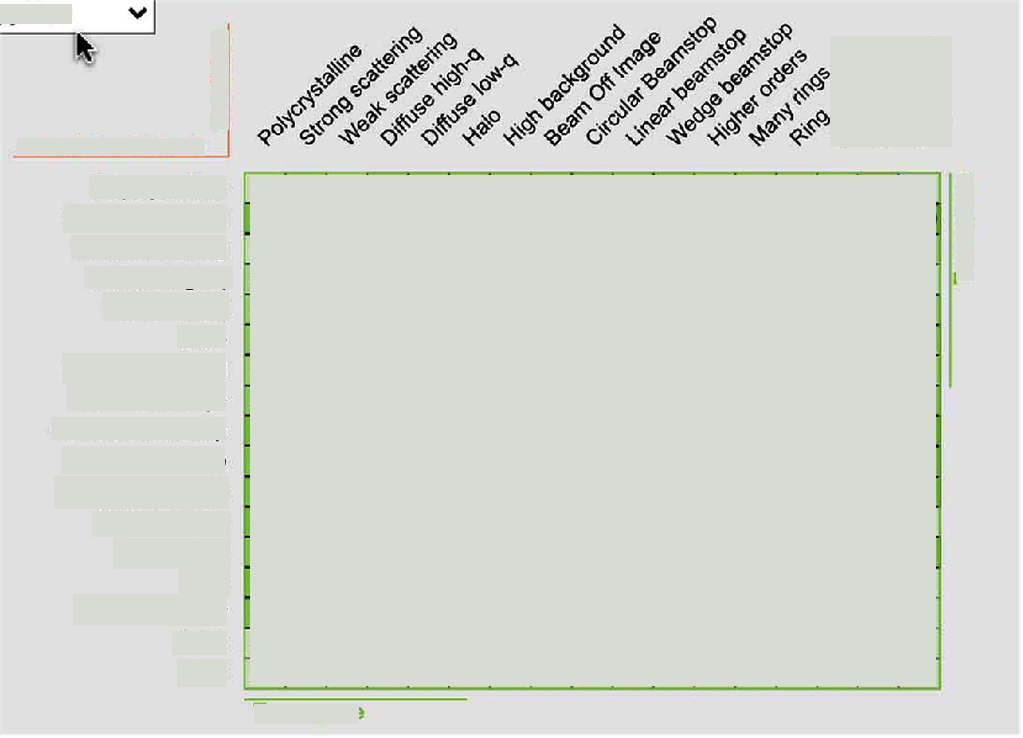 Polycrystalline
Strong scattering
Weak scattering
Diffuse high-q
Diffuse low-q
Halo
High background
Beam Off Image
Circular Beamstop
Linear beamstop
Wedge beamstop
Higher orders
Many rings
Ring